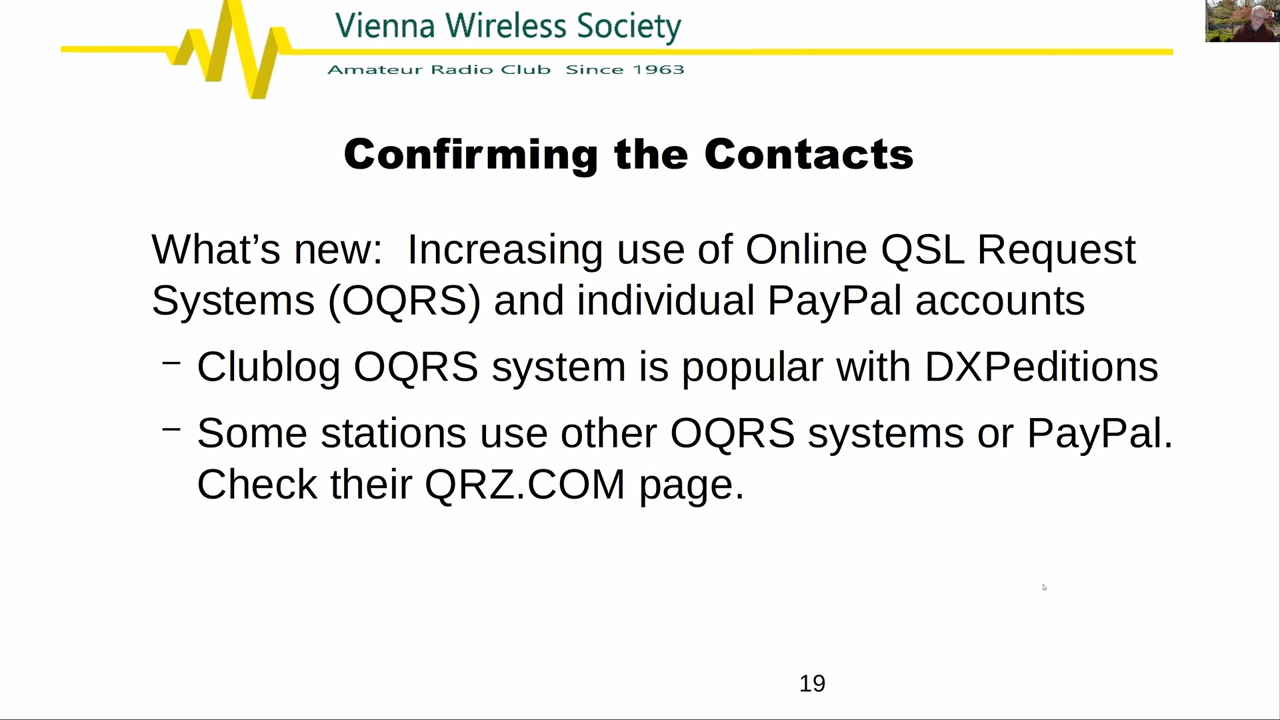 Vienna Wireless Society
Amateur Radio Club Since 1963
Confirming the Contacts
What’s new: Increasing use of Online QSL Request
Systems (OQRS) and individual PayPal accounts
– Clublog OQRS system is popular with DXPeditions
– Some stations use other OQRS systems or PayPal.
Check their QRZ.COM page.
19